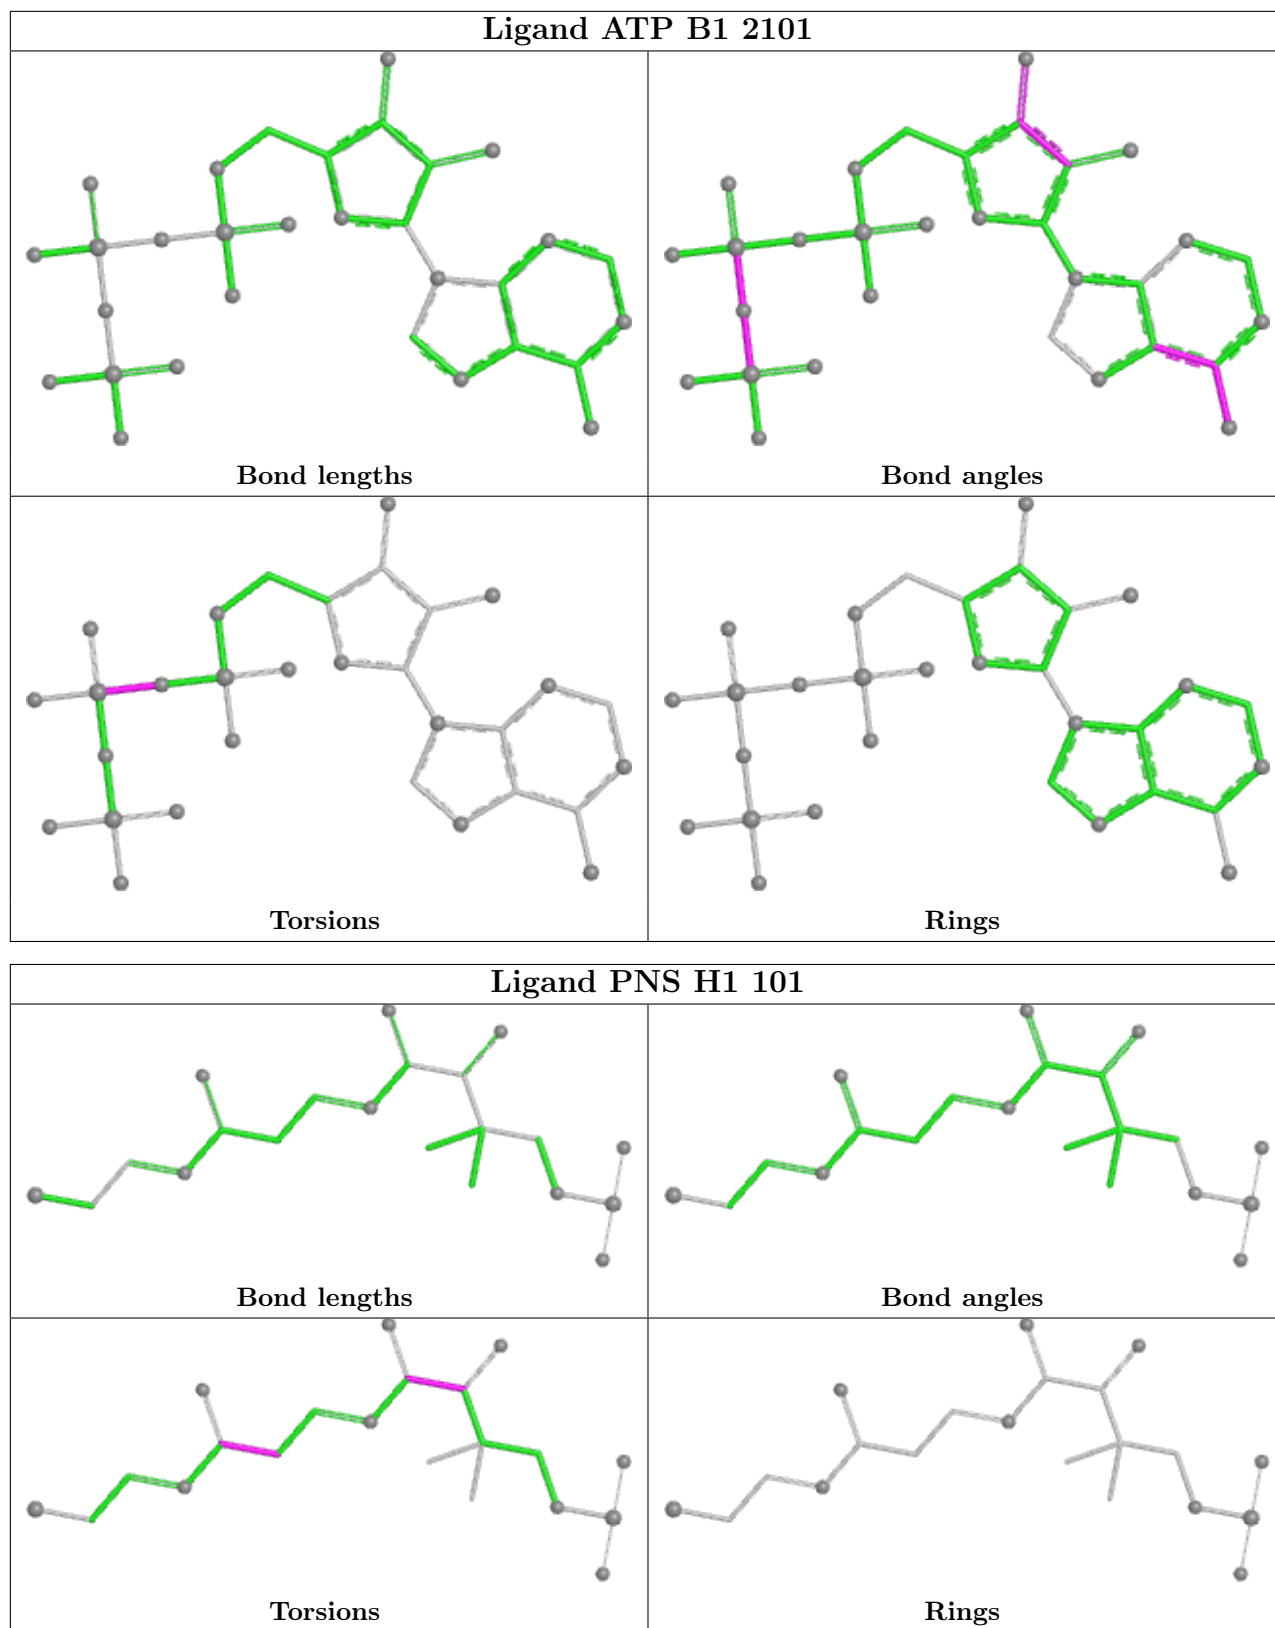 Ligand ATP B1 2101
Bond lengths
Bond angles
Torsions
Rings
Ligand PNS H1 101
Bond lengths
Bond angles
Torsions
Rings